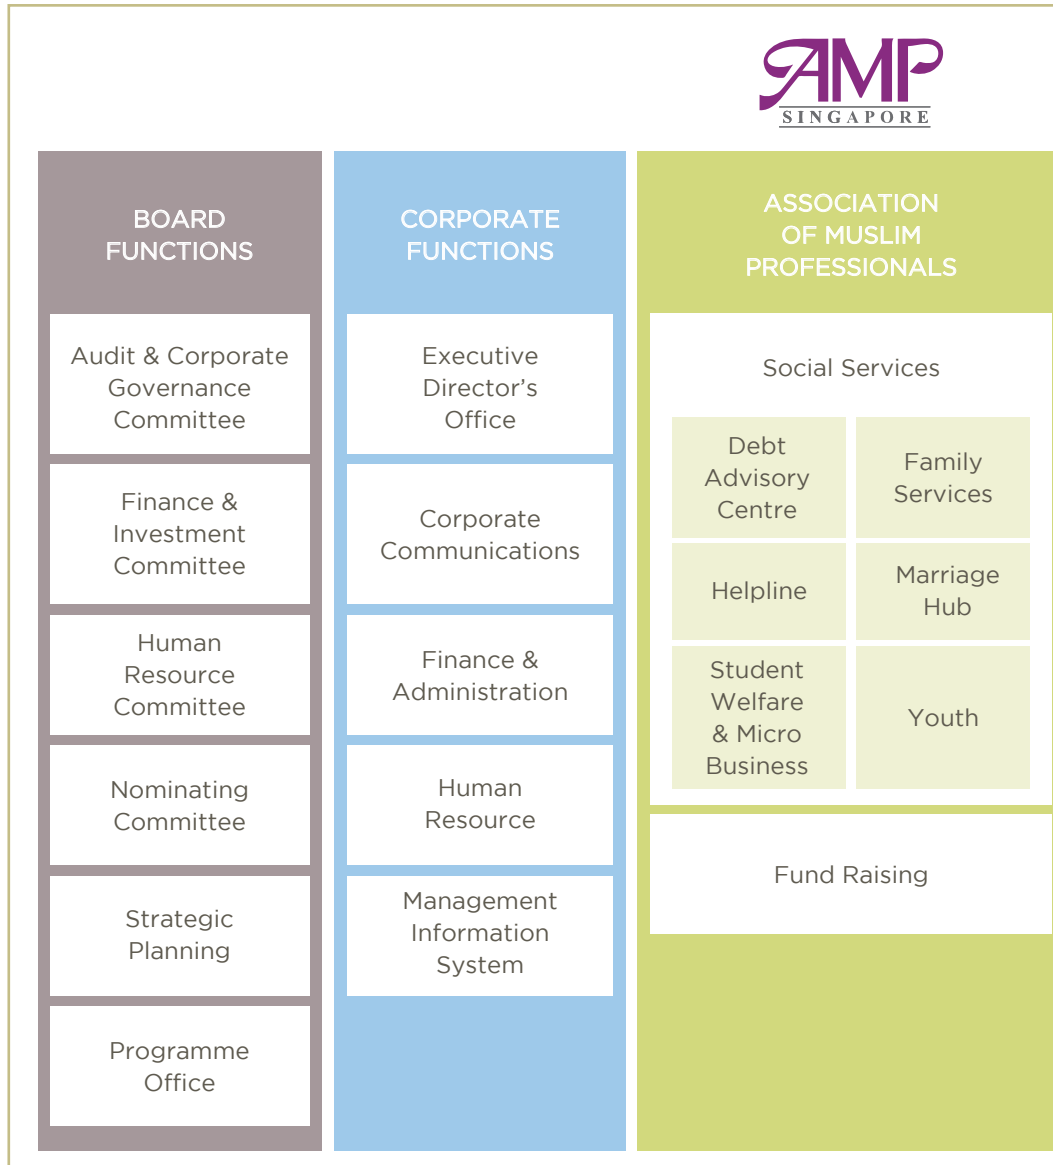 AMP
SINGAPORE
BOARD
FUNCTIONS
Audit & Corporate
Governance
Committee
Finance &
Investment
Committee
Human
Resource
Committee
Nominating
Committee
Strategic
Planning
Programme
Office
CORPORATE
FUNCTIONS
Executive
Director’s
Office
Corporate
Communications
Finance &
Administration
Human
Resource
Management
Information
System
ASSOCIATION
OF MUSLIM
PROFESSIONALS
Social Services
Debt
Advisory
Centre
Family
Services
Helpline
Marriage
Hub
Student
Welfare
& Micro
Business
Youth
Fund Raising